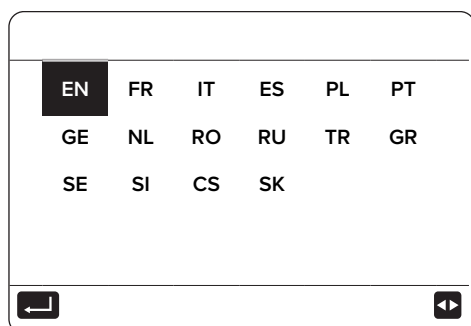 EN FR IT ES PL PT
GE NL RO RU TR GR
SE SI CS SK